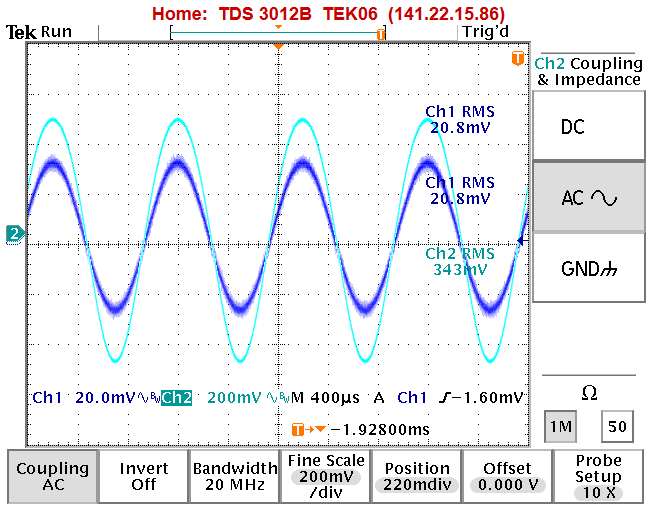 Home: TDS 3012B TEK06 (141.22.15.86)
Tek Run
Trig'd
T
T
Ch2 Coupling
& Impedance
Ch1 RMS
20.8mV
DC
Ch1 RMS
20.8mV
AC
2
Ch2 RMS
343mV
GND
Ch1 20.0mV∿BW Ch2 200mV ∿BW M 400µs A Ch1 ƒ −1.60mV
T→▼ −1.92800ms
Ω
1M 50
Coupling
AC
Invert
Off
Bandwidth
20 MHz
Fine Scale
200mV
/div
Position
220mdiv
Offset
0.000 V
Probe
Setup
10 X